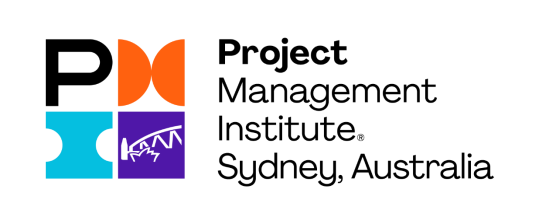 P
Project
Management
Institute®
Sydney, Australia